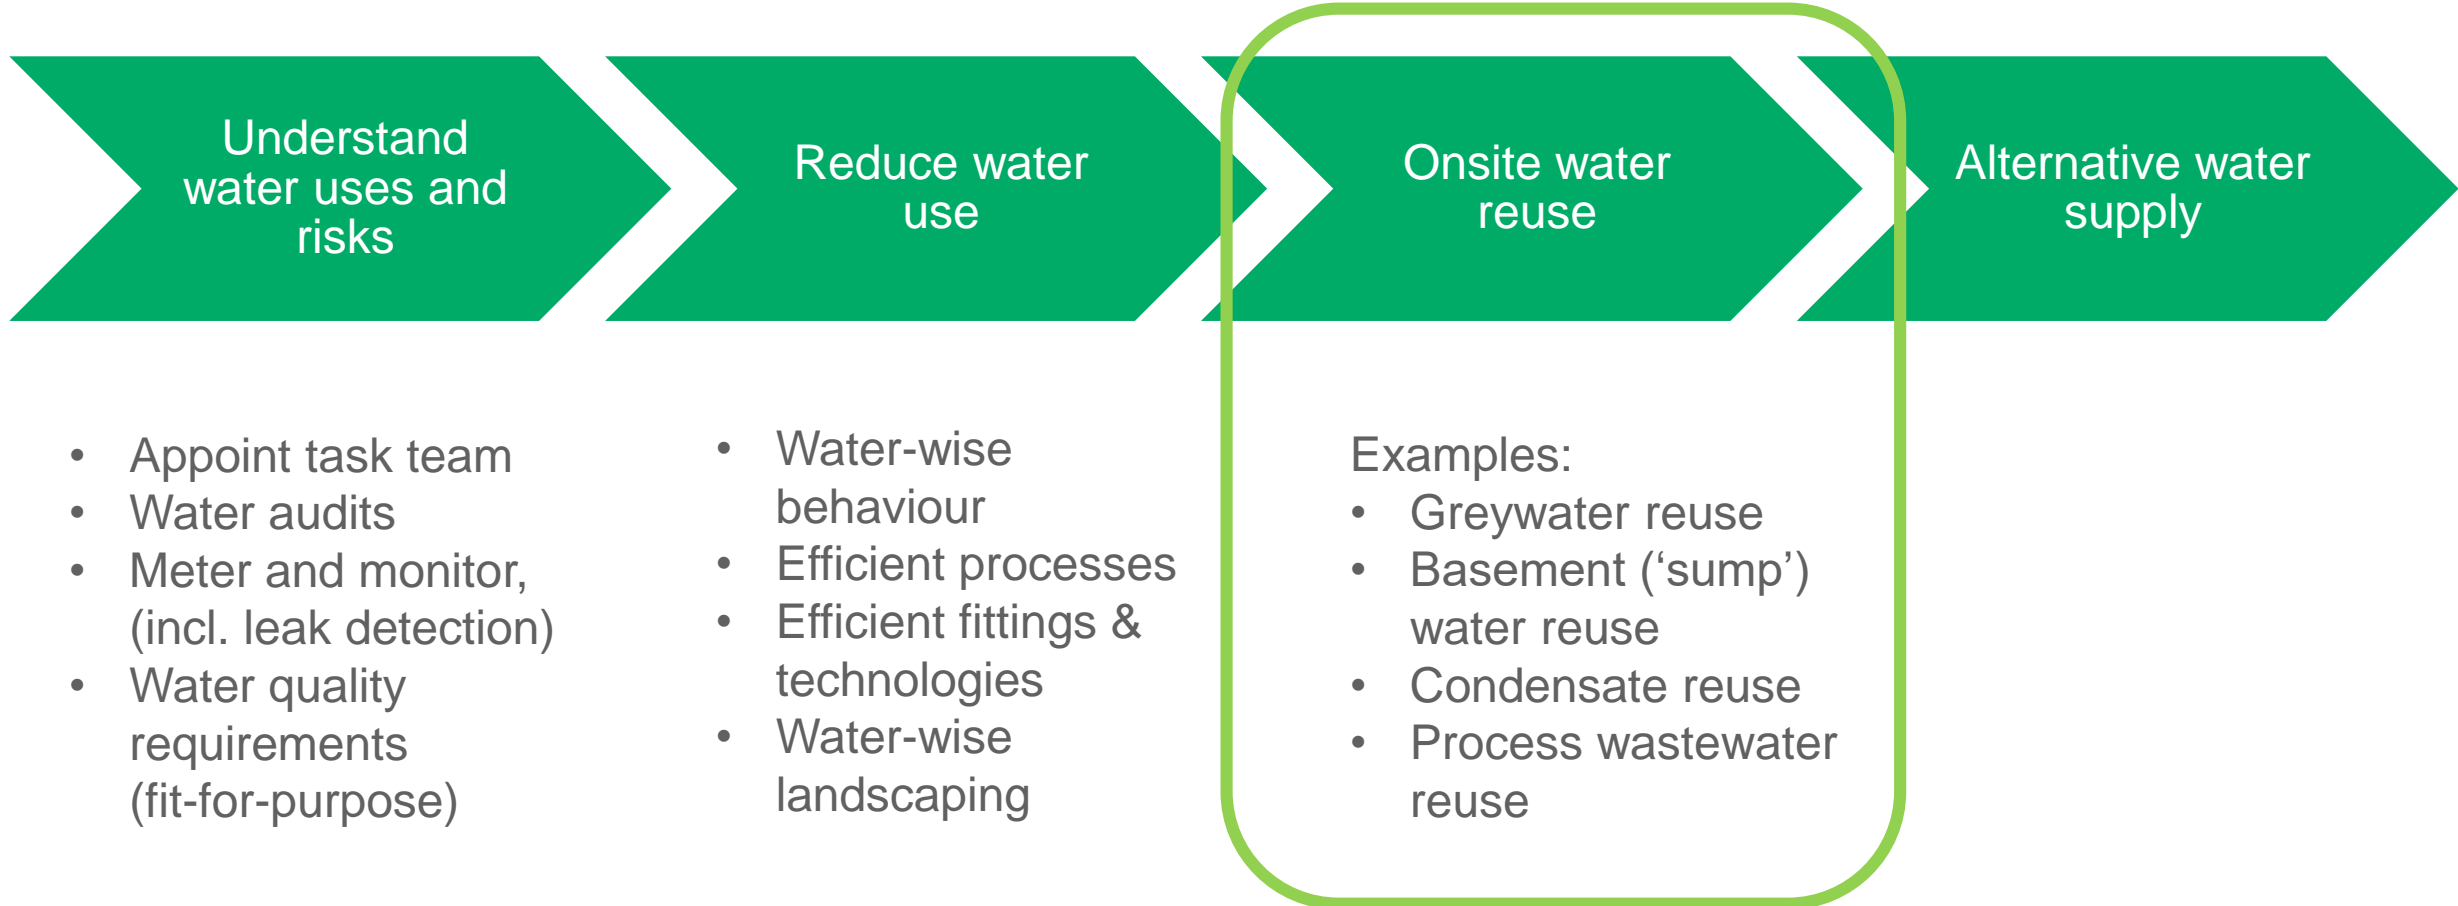 Understand
water uses and
risks
Reduce water
use
Onsite water
reuse
Alternative water
supply
• Appoint task team
• Water audits
• Meter and monitor,
(incl. leak detection)
• Water quality
requirements
(fit-for-purpose)
• Water-wise
behaviour
• Efficient processes
• Efficient fittings &
technologies
• Water-wise
landscaping
Examples:
• Greywater reuse
• Basement (‘sump’)
water reuse
• Condensate reuse
• Process wastewater
reuse